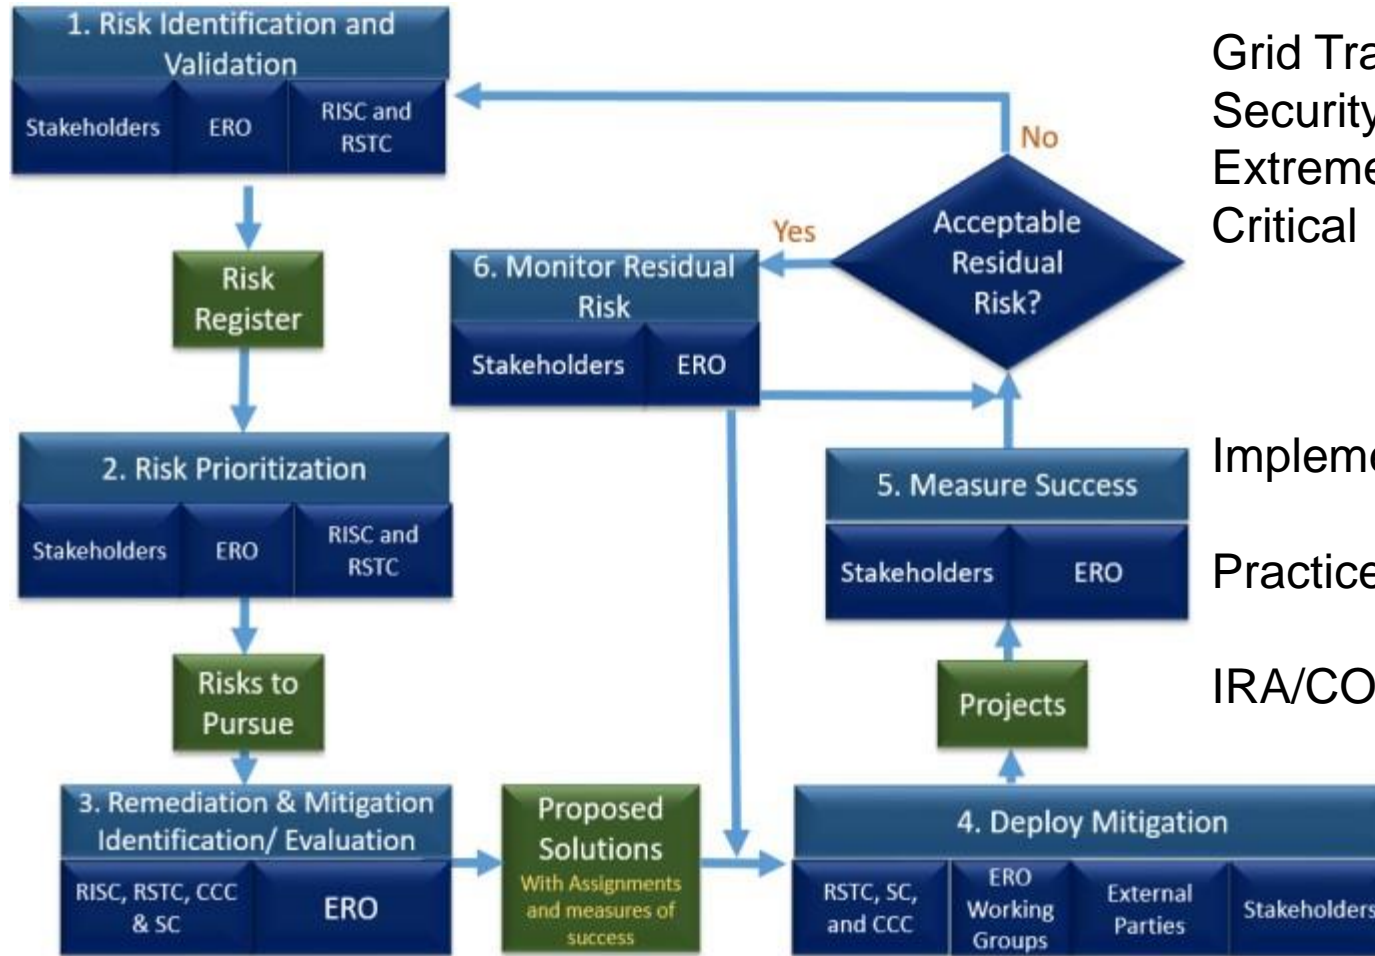 1. Risk Identification and
Validation
Stakeholders
ERO
RISC and
RSTC
Risk
Register
2. Risk Prioritization
Stakeholders
ERO
RISC and
RSTC
Risks to
Pursue
3. Remediation & Mitigation
Identification/ Evaluation
RISC, RSTC, CCC
& SC
ERO
Proposed
Solutions
With Assignments
and measures of
success
4. Deploy Mitigation
RSTC, SC,
and CCC
ERO
Working
Groups
External
Parties
Stakeholders
Projects
5. Measure Success
Stakeholders
ERO
Acceptable
Residual
Risk?
No
Yes
6. Monitor Residual
Risk
Stakeholders
ERO
Grid
Security
Extreme
Critical